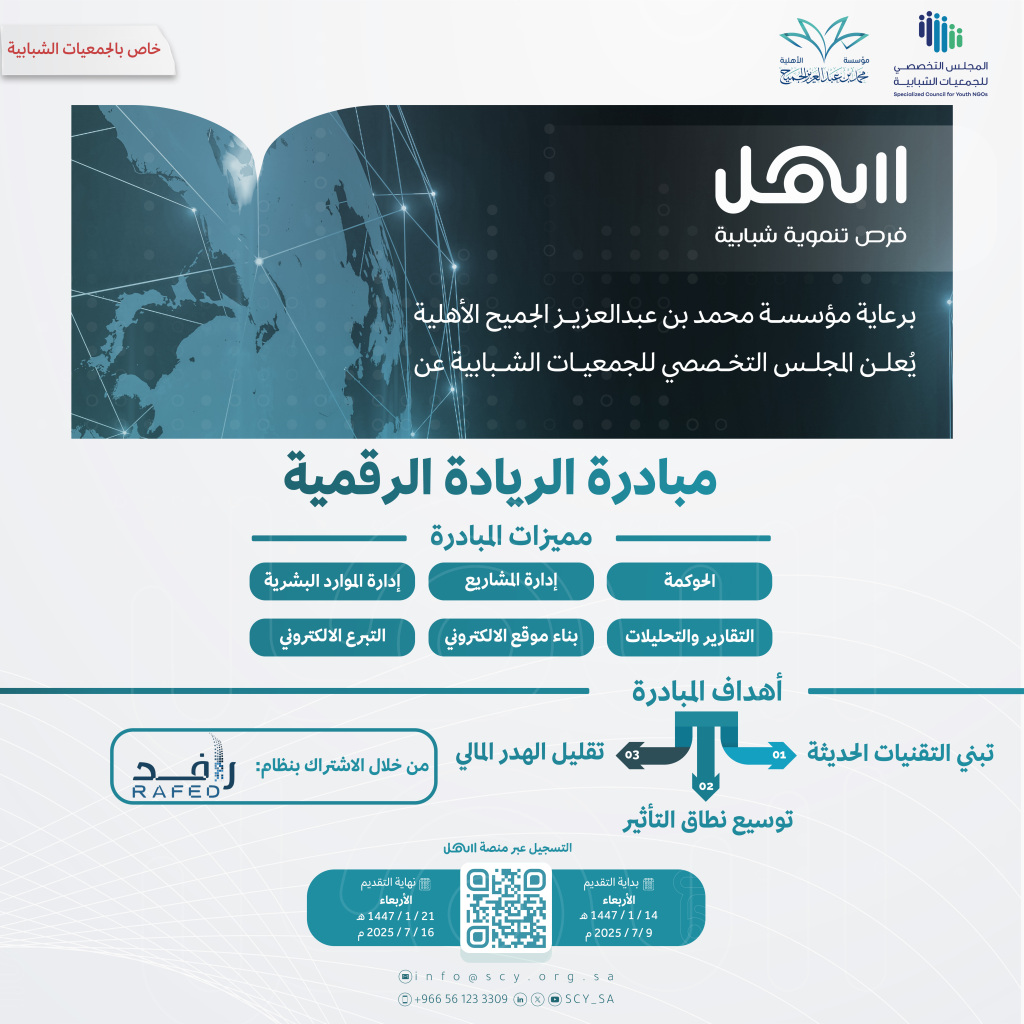 خاص بالجمعيات الشبابية
المجلس التخصصي
للجمعيات الشبابية
Specialized Council for Youth NGOs
مؤسسة الأهلية
محمد بن عبدالعزيز الجميح
فرص تنموية شبابية
برعاية مؤسسة محمد بن عبدالعزيز الجميح الأهلية
يُعلن المجلس التخصصي للجمعيات الشبابية عن
مبادرة الريادة الرقمية
مميزات المبادرة
الحوكمة
إدارة المشاريع
إدارة الموارد البشرية
التقارير والتحليلات
بناء موقع الالكتروني
التبرع الالكتروني
أهداف المبادرة
01
تبني التقنيات الحديثة
02
توسيع نطاق التأثير
03
تقليل الهدر المالي
من خلال الاشتراك بنظام:
رافد
RAFED
التسجيل عبر منصة
بداية التقديم
الأربعاء
14 / 1 / 1447 هـ
9 / 7 / 2025 م
نهاية التقديم
الأربعاء
21 / 1 / 1447 هـ
16 / 7 / 2025 م
info@scy.org.sa
+966 56 123 3309
SCY_SA